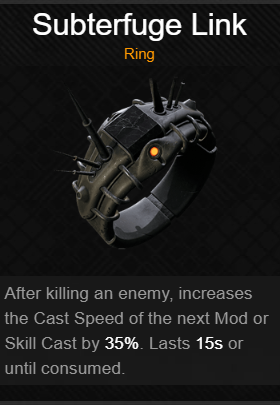 Subterfuge Link
Ring
After killing an enemy, increases
the Cast Speed of the next Mod or
Skill Cast by 35%. Lasts 15s or
until consumed.